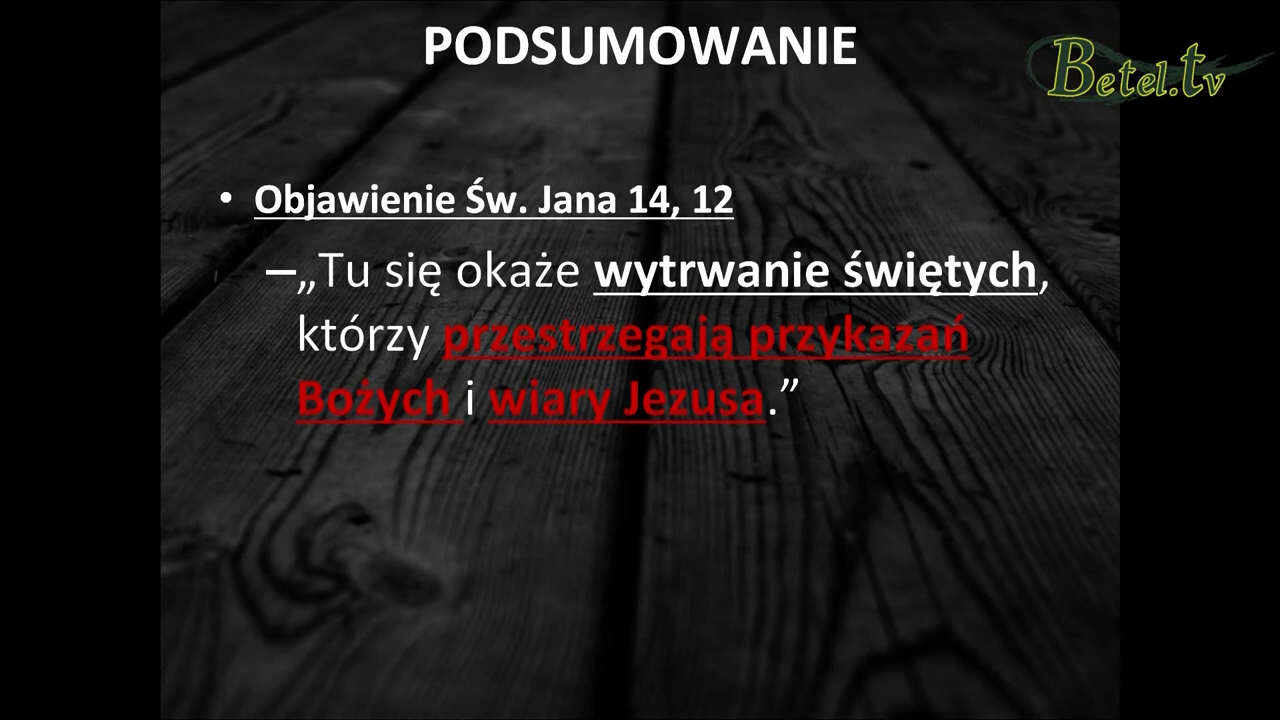 PODSUMOWANIE
Betel.tv
• Objawienie Św. Jana 14, 12
–„Tu się okaże wytrwanie świętych,
którzy przestrzegają przykazań
Bożych i wiary Jezusa.”